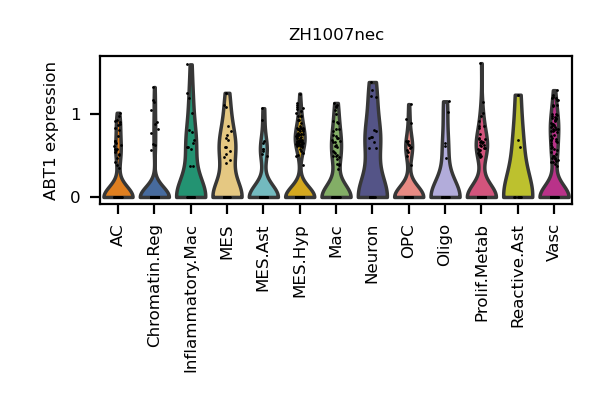 ZH1007nec
ABT1 expression
1
0
AC
Chromatin.Reg
Inflammatory.Mac
MES
MES.Ast
MES.Hyp
Mac
Neuron
OPC
Oligo
Prolif.Metab
Reactive.Ast
Vasc